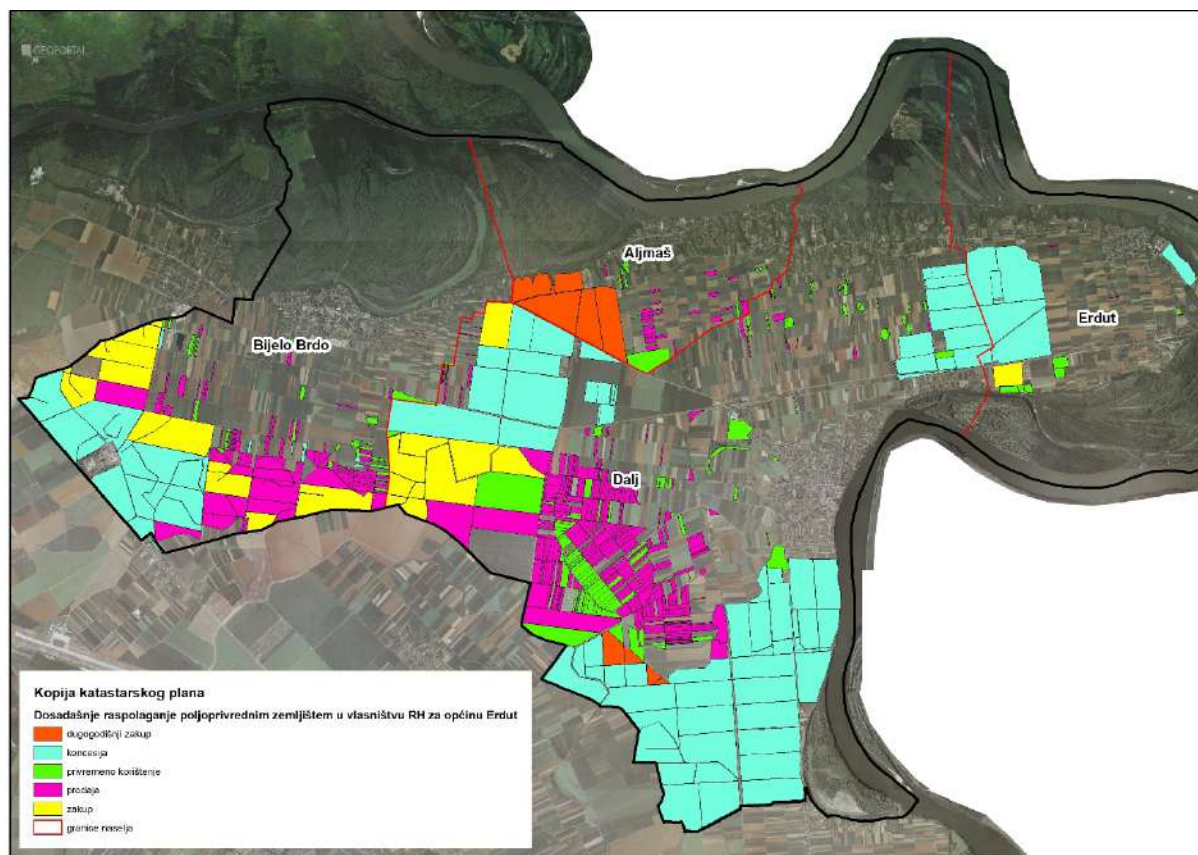 GEOPORTAL
Aljmaš
Erdut
Bijelo Brdo
Dalj
Kopija katastarskog plana
Dosadašnje raspolaganje poljoprivrednim zemljištem u vlasništvu RH za općinu Erdut
dugogodišnji zakup
koncesija
privremeno korištenje
prodaja
zakup
granice naselja